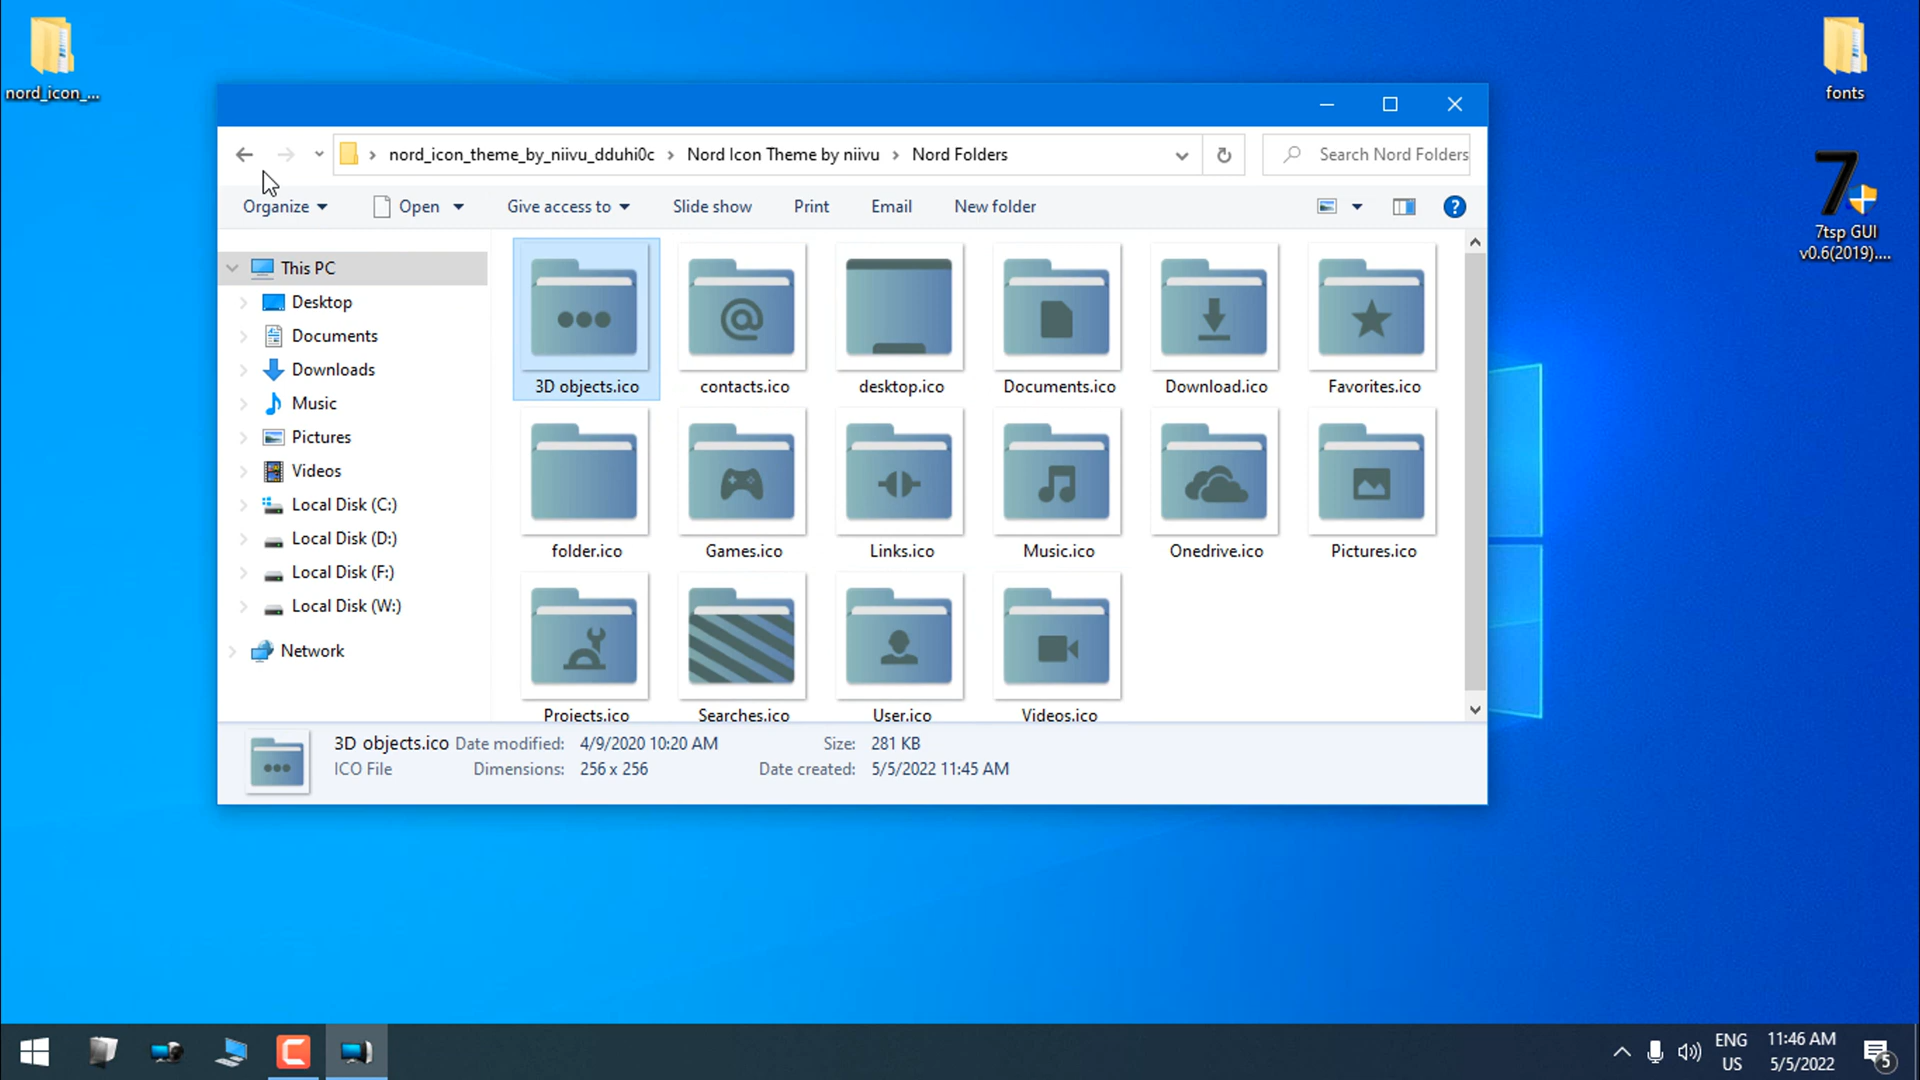 nord_icon_...
fonts
7tsp GUI
v0.6(2019)....
nord_icon_theme_by_niivu_dduhi0c
Nord Icon Theme by niivu
Nord Folders
Search Nord Folders
Organize
Open
Give access to
Slide show
Print
Email
New folder
?
This PC
Desktop
Documents
Downloads
Music
Pictures
Videos
Local Disk (C:)
Local Disk (D:)
Local Disk (F:)
Local Disk (W:)
Network
3D objects.ico
contacts.ico
desktop.ico
Documents.ico
Download.ico
Favorites.ico
folder.ico
Games.ico
Links.ico
Music.ico
Onedrive.ico
Pictures.ico
Projects.ico
Searches.ico
User.ico
Videos.ico
3D objects.ico Date modified: 4/9/2020 10:20 AM Size: 281 KB
ICO File Dimensions: 256 x 256 Date created: 5/5/2022 11:45 AM
ENG
US
11:46 AM
5/5/2022
5